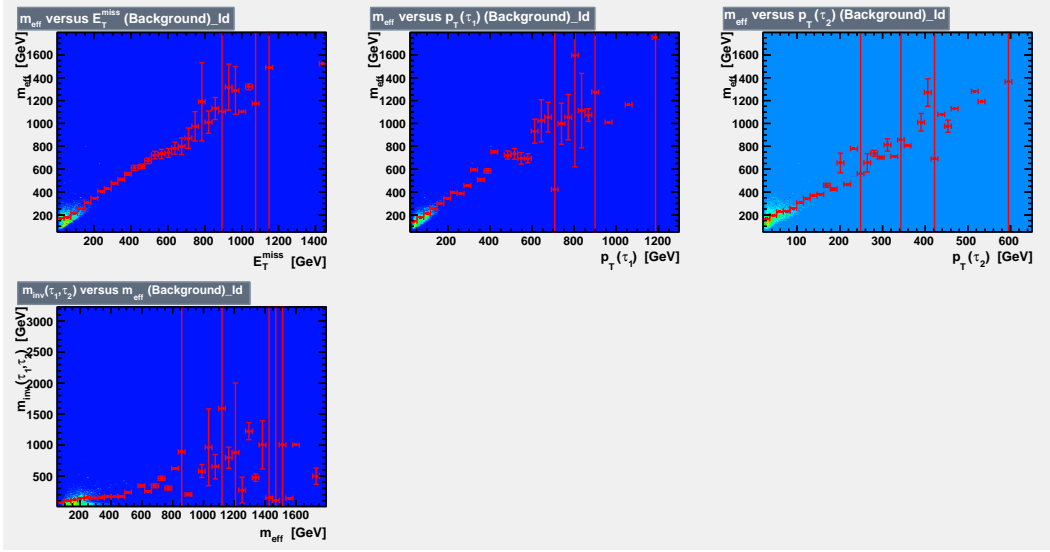 m_eff versus E_T^miss (Background)_Id
m_eff [GeV]
1800
1600
1400
1200
1000
800
600
400
200
200 400 600 800 1000 1200 1400
E_T^miss [GeV]
m_eff versus p_T(τ_1) (Background)_Id
m_eff [GeV]
1800
1600
1400
1200
1000
800
600
400
200
200 400 600 800 1000 1200
p_T(τ_1) [GeV]
m_eff versus p_T(τ_2) (Background)_Id
m_eff [GeV]
1800
1600
1400
1200
1000
800
600
400
200
100 200 300 400 500 600
p_T(τ_2) [GeV]
m_inv(τ_1,τ_2) versus m_eff (Background)_Id
m_inv(τ_1,τ_2) [GeV]
3000
2500
2000
1500
1000
500
200 400 600 800 1000 1200 1400 1600
m_eff [GeV]